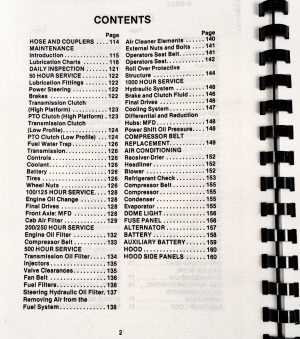 CONTENTS
Page
HOSE AND COUPLERS . . . . 114
MAINTENANCE
Introduction . . . . . . . . . . . . . . . 115
Lubrication Charts . . . . . . . . . 116
DAILY INSPECTION . . . . . . . . 121
50 HOUR SERVICE . . . . . . . . . 122
Lubrication Fittings . . . . . . . . . 122
Power Steering . . . . . . . . . . . . 122
Brakes . . . . . . . . . . . . . . . . . . . 122
Transmission Clutch
(High Platform) . . . . . . . . . . . . 123
PTO Clutch (High Platform) . 123
Transmission Clutch
(Low Profile) . . . . . . . . . . . . . . 124
PTO Clutch (Low Profile) . . . 124
Fuel Water Trap . . . . . . . . . . . 126
Transmission . . . . . . . . . . . . . . 126
Controls . . . . . . . . . . . . . . . . . . 126
Coolant . . . . . . . . . . . . . . . . . . . 126
Battery . . . . . . . . . . . . . . . . . . . 126
Tires . . . . . . . . . . . . . . . . . . . . . 126
Wheel Nuts . . . . . . . . . . . . . . . 126
100/125 HOUR SERVICE . . . . 128
Engine Oil Change . . . . . . . . . 128
Final Drives . . . . . . . . . . . . . . . 128
Front Axle: MFD . . . . . . . . . . . 128
Cab Air Filter . . . . . . . . . . . . . . 129
200/250 HOUR SERVICE
Engine Oil Filter . . . . . . . . . . . 132
Compressor Belt . . . . . . . . . . . 133
500 HOUR SERVICE
Transmission Oil Filter . . . . . . 134
Injectors . . . . . . . . . . . . . . . . . . 135
Valve Clearances . . . . . . . . . . . 135
Fan Belt . . . . . . . . . . . . . . . . . . 136
Fuel Filters . . . . . . . . . . . . . . . . 136
Steering Hydraulic Oil Filter. 137
Removing Air from the
Fuel System . . . . . . . . . . . . . . . 138
Page
Air Cleaner Elements . . . . . . . 140
External Nuts and Bolts . . . . . 141
Operators Seat Belt . . . . . . . . . 141
Operators Seat . . . . . . . . . . . . . 142
Roll Over Protective
Structure . . . . . . . . . . . . . . . . . 144
1000 HOUR SERVICE
Hydraulic System . . . . . . . . . . 146
Brake and Clutch Fluid . . . . . 148
Final Drives . . . . . . . . . . . . . . . 146
Cooling System . . . . . . . . . . . . 147
Differential and Reduction
Hubs: MFD . . . . . . . . . . . . . . . . 148
Power Shift Oil Pressure . . . . . 148
COMPRESSOR BELT
REPLACEMENT . . . . . . . . . . . . 149
AIR CONDITIONING
Receiver-Drier . . . . . . . . . . . . . 152
Headliner . . . . . . . . . . . . . . . . . 152
Blower . . . . . . . . . . . . . . . . . . . 152
Refrigerant Check . . . . . . . . . . 153
Compressor Belt . . . . . . . . . . . 155
Compressor . . . . . . . . . . . . . . . 155
Condenser . . . . . . . . . . . . . . . . 155
Evaporator . . . . . . . . . . . . . . . . 155
DOME LIGHT . . . . . . . . . . . . . . 156
FUSE PANEL . . . . . . . . . . . . . . 156
ALTERNATOR . . . . . . . . . . . . . 157
BATTERY . . . . . . . . . . . . . . . . . 158
AUXILIARY BATTERY . . . . . . . 159
HOOD . . . . . . . . . . . . . . . . . . . . 160
HOOD SIDE PANELS . . . . . . . . 160
2